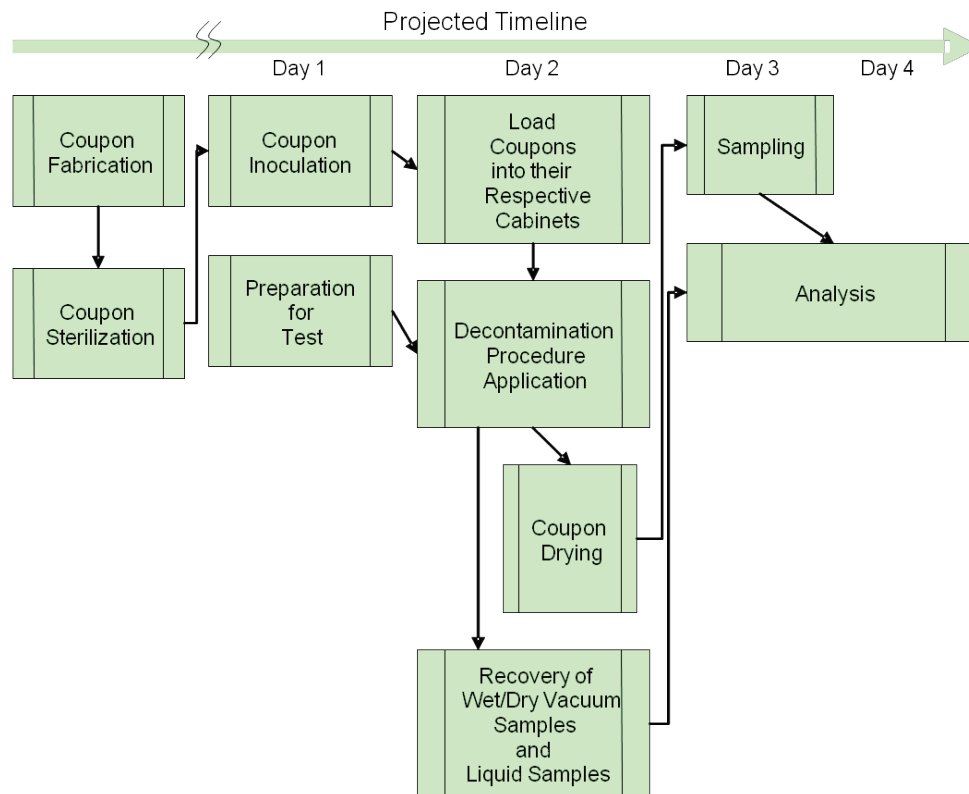 Projected Timeline
Day 1
Day 2
Day 3
Day 4
Coupon
Fabrication
Coupon
Sterilization
Coupon
Inoculation
Preparation
for
Test
Load
Coupons
into their
Respective
Cabinets
Decontamination
Procedure
Application
Coupon
Drying
Recovery of
Wet/Dry Vacuum
Samples
and
Liquid Samples
Sampling
Analysis